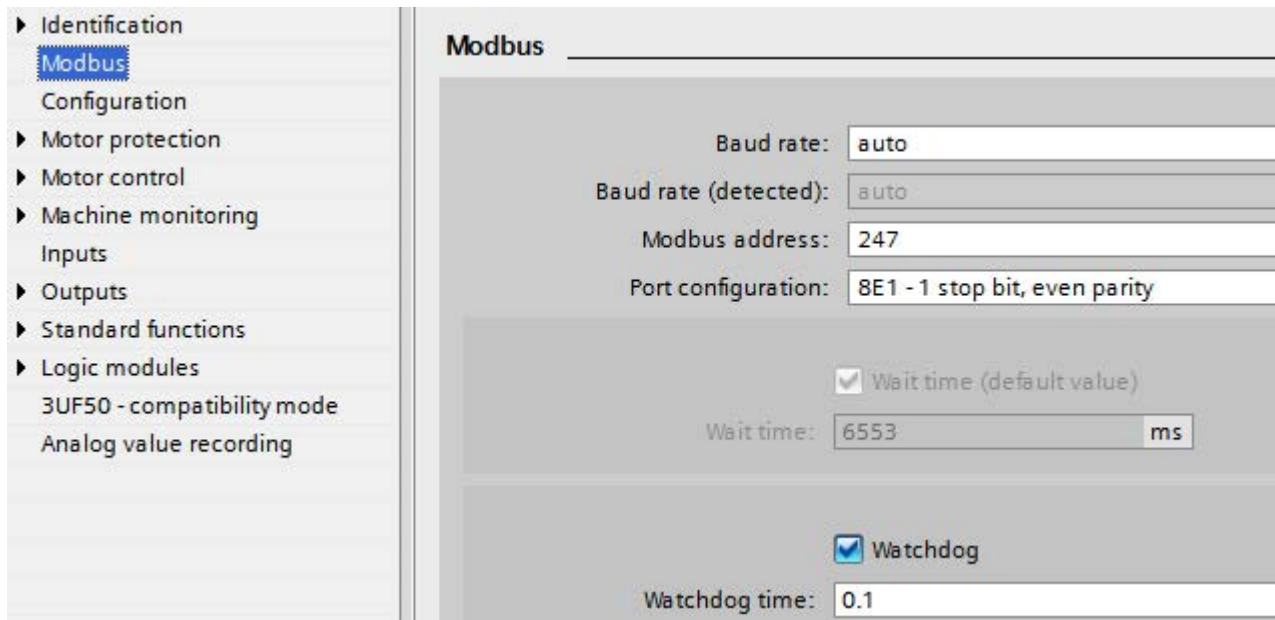 Identification
Modbus
Configuration
Motor protection
Motor control
Machine monitoring
Inputs
Outputs
Standard functions
Logic modules
3UF50 - compatibility mode
Analog value recording
Modbus
Baud rate: auto
Baud rate (detected): auto
Modbus address: 247
Port configuration: 8E1 - 1 stop bit, even parity
Wait time (default value)
Wait time: 6553 ms
Watchdog
Watchdog time: 0.1